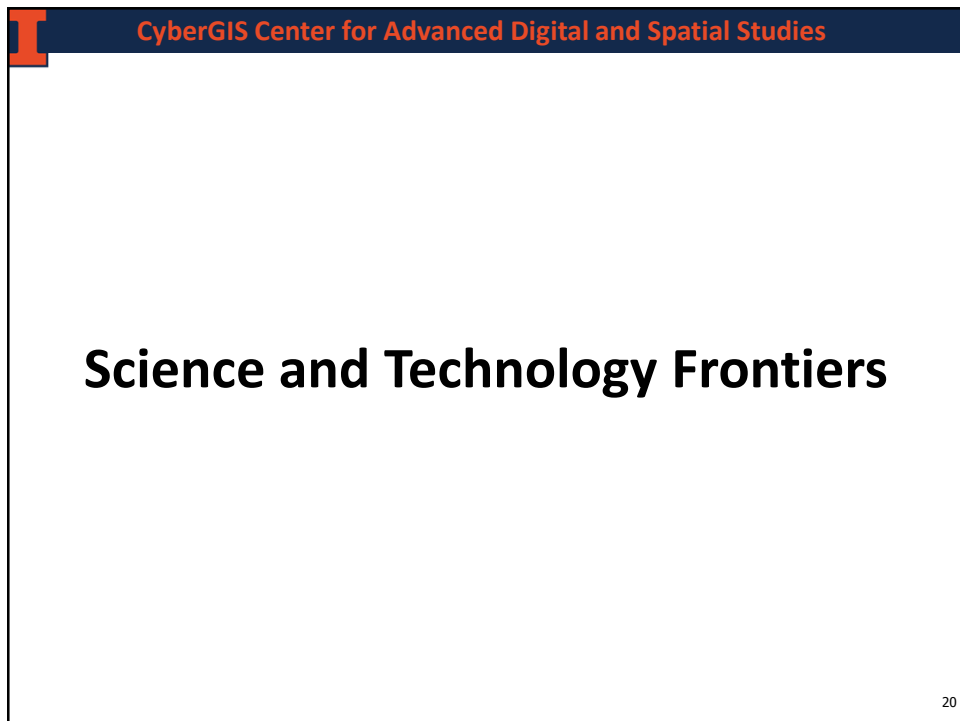 I
CyberGIS Center for Advanced Digital and Spatial Studies
Science and Technology Frontiers
20